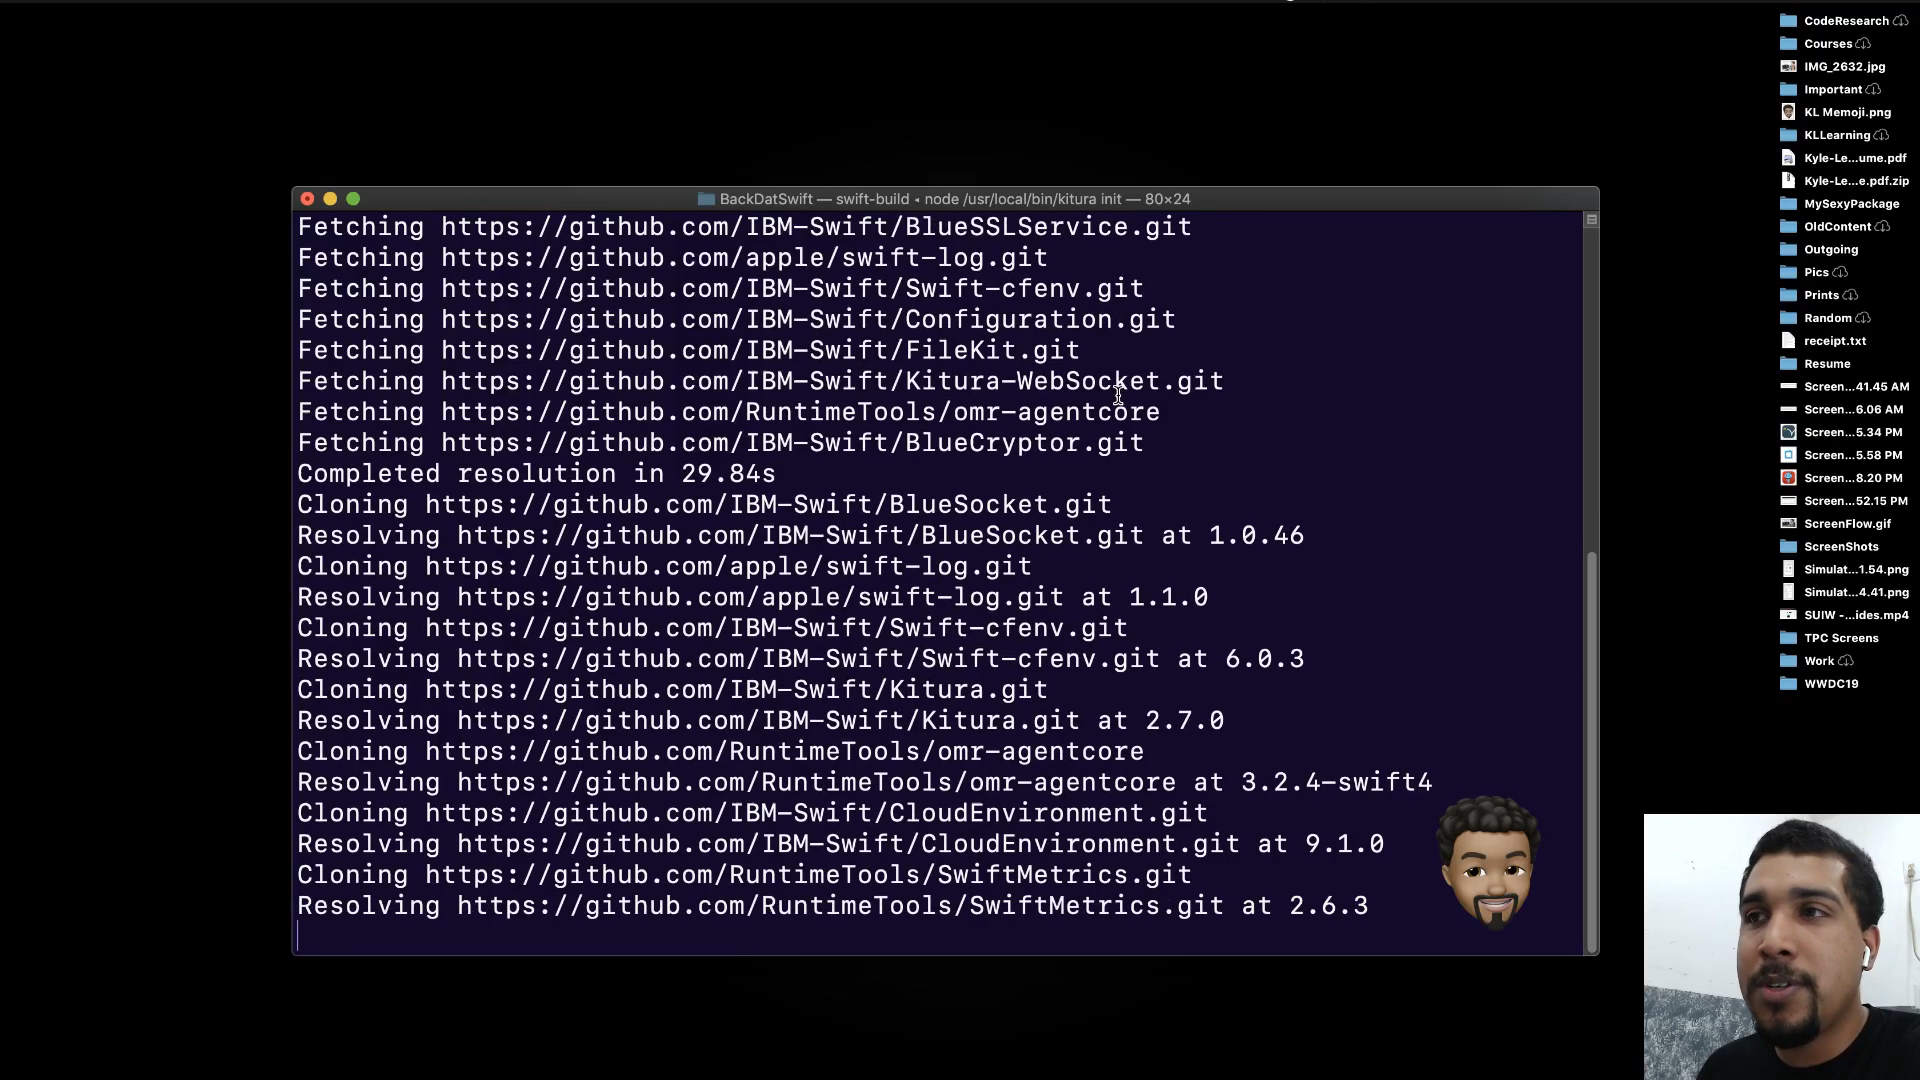 BackDatSwift — swift-build ◂ node /usr/local/bin/kitura init — 80×24
Fetching https://github.com/IBM-Swift/BlueSSLService.git
Fetching https://github.com/apple/swift-log.git
Fetching https://github.com/IBM-Swift/Swift-cfenv.git
Fetching https://github.com/IBM-Swift/Configuration.git
Fetching https://github.com/IBM-Swift/FileKit.git
Fetching https://github.com/IBM-Swift/Kitura-WebSocket.git
Fetching https://github.com/RuntimeTools/omr-agentcore
Fetching https://github.com/IBM-Swift/BlueCryptor.git
Completed resolution in 29.84s
Cloning https://github.com/IBM-Swift/BlueSocket.git
Resolving https://github.com/IBM-Swift/BlueSocket.git at 1.0.46
Cloning https://github.com/apple/swift-log.git
Resolving https://github.com/apple/swift-log.git at 1.1.0
Cloning https://github.com/IBM-Swift/Swift-cfenv.git
Resolving https://github.com/IBM-Swift/Swift-cfenv.git at 6.0.3
Cloning https://github.com/IBM-Swift/Kitura.git
Resolving https://github.com/IBM-Swift/Kitura.git at 2.7.0
Cloning https://github.com/RuntimeTools/omr-agentcore
Resolving https://github.com/RuntimeTools/omr-agentcore at 3.2.4-swift4
Cloning https://github.com/IBM-Swift/CloudEnvironment.git
Resolving https://github.com/IBM-Swift/CloudEnvironment.git at 9.1.0
Cloning https://github.com/RuntimeTools/SwiftMetrics.git
Resolving https://github.com/RuntimeTools/SwiftMetrics.git at 2.6.3
CodeResearch
Courses
IMG_2632.jpg
Important
KL Memoji.png
KLLearning
Kyle-Le...ume.pdf
Kyle-Le...e.pdf.zip
MySexyPackage
OldContent
Outgoing
Pics
Prints
Random
receipt.txt
Resume
Screen...41.45 AM
Screen...6.06 AM
Screen...5.34 PM
Screen...5.58 PM
Screen...8.20 PM
Screen...52.15 PM
ScreenFlow.gif
ScreenShots
Simulat...1.54.png
Simulat...4.41.png
SUIW -...ides.mp4
TPC Screens
Work
WWDC19